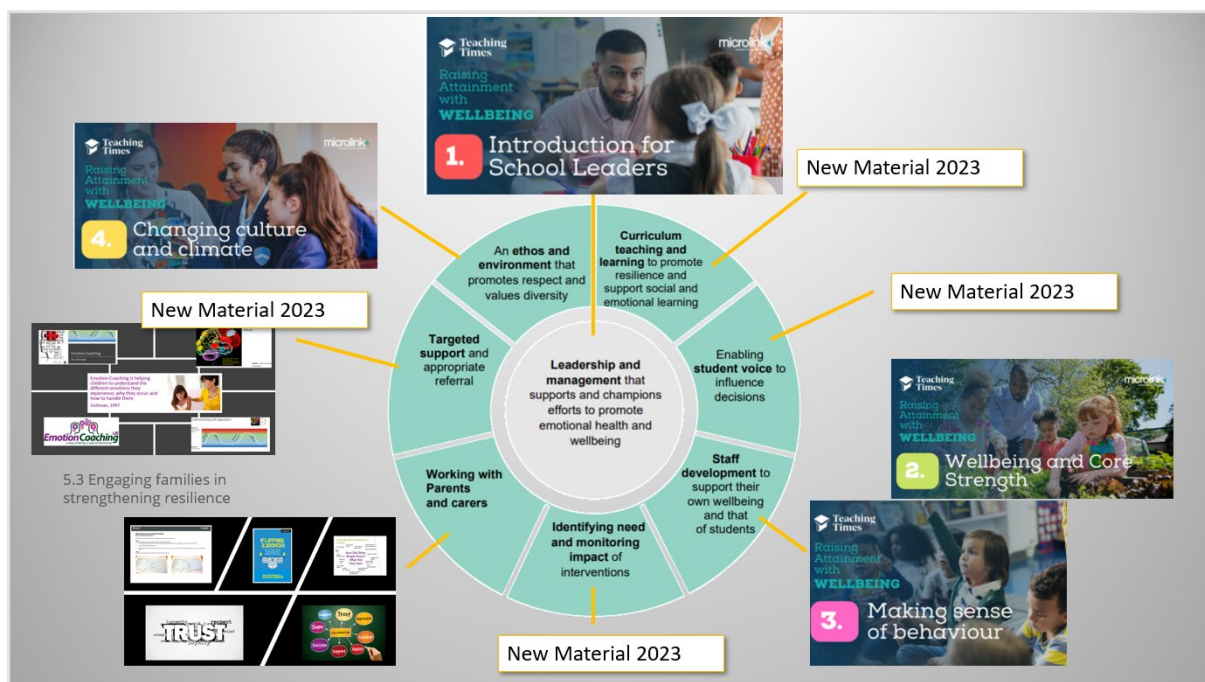 Teaching
Times
microlink
Raising
Attainment
with
WELLBEING
1.
Introduction for
School Leaders
Teaching
Times
microlink
Raising
Attainment
with
WELLBEING
4.
Changing culture
and climate
New Material 2023
New Material 2023
New Material 2023
An ethos and
environment that
promotes respect and
values diversity
Curriculum
teaching and
learning to promote
resilience and
support social and
emotional learning
Targeted
support and
appropriate
referral
Enabling
student voice to
influence
decisions
Leadership and
management that
supports and champions
efforts to promote
emotional health and
wellbeing
Working with
Parents
and carers
Identifying need
and monitoring
impact of
interventions
Staff
development to
support their
own wellbeing
and that
of students
Emotion Coaching
Emotion Coaching is helping
children to understand the
different emotions they
experience, why they occur and
how to handle them
Gottman, 1997
EmotionCoaching
UK
5.3 Engaging families in
strengthening resilience
Teaching
Times
microlink
Raising
Attainment
with
WELLBEING
2.
Wellbeing and Core
Strength
Teaching
Times
Raising
Attainment
with
WELLBEING
3.
Making sense
of behaviour
TRUST
respect
Trust
Support
New Material 2023